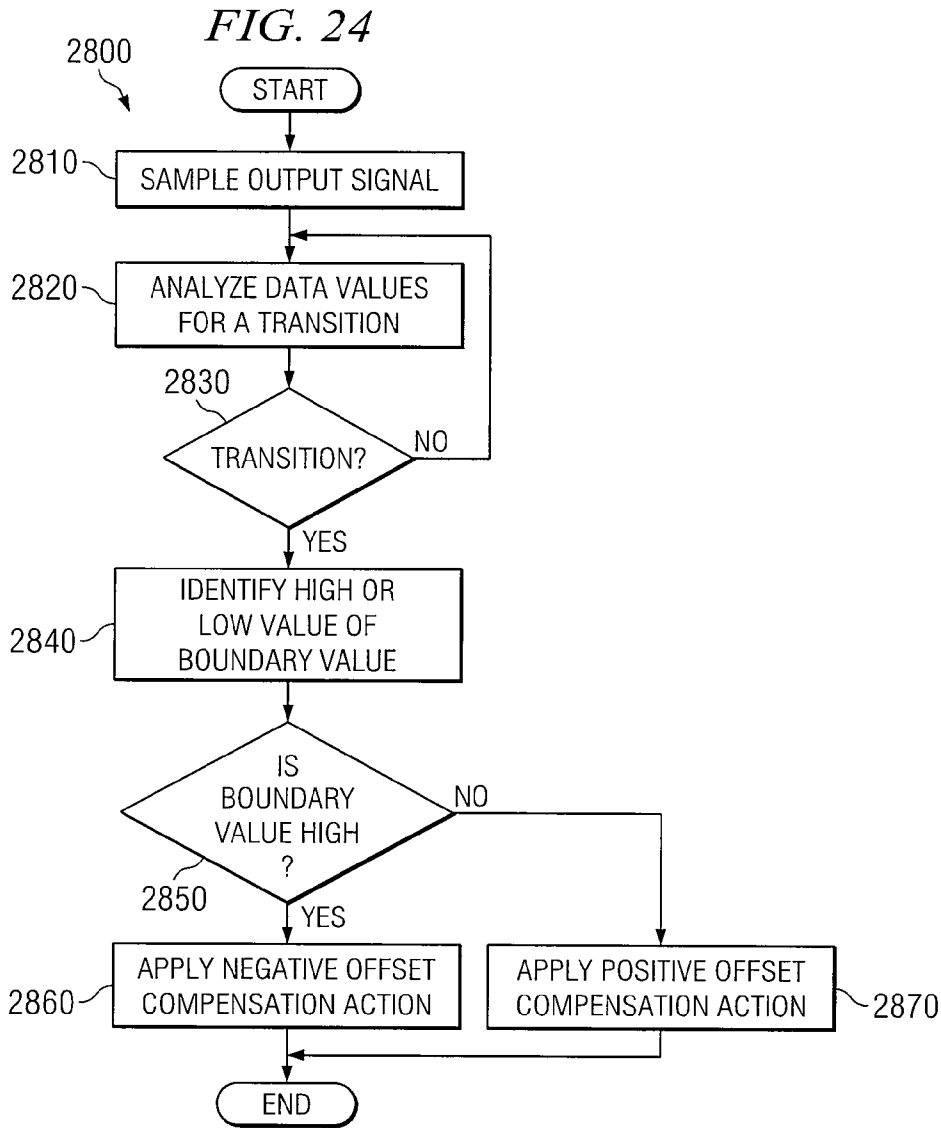 FIG. 24
2800
START
2810
SAMPLE OUTPUT SIGNAL
2820
ANALYZE DATA VALUES
FOR A TRANSITION
2830
TRANSITION?
NO
YES
2840
IDENTIFY HIGH OR
LOW VALUE OF
BOUNDARY VALUE
IS
BOUNDARY
VALUE HIGH
?
NO
2850
YES
2860
APPLY NEGATIVE OFFSET
COMPENSATION ACTION
APPLY POSITIVE OFFSET
COMPENSATION ACTION
2870
END